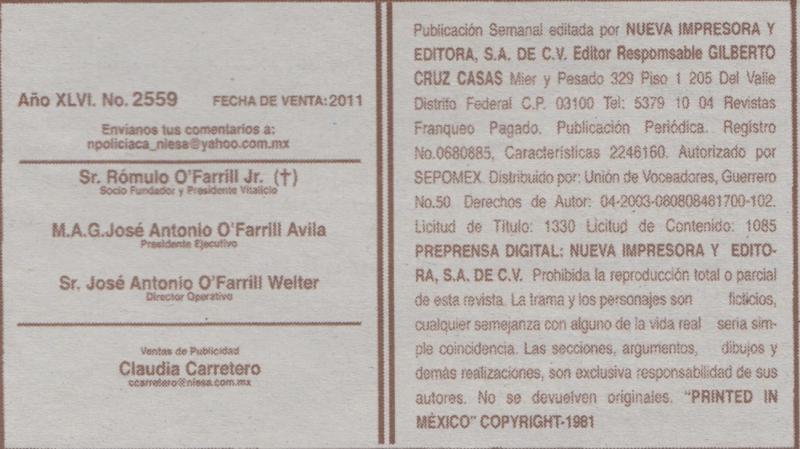 Año XLVI. No. 2559 FECHA DE VENTA:2011
Envianos tus comentarios a:
npoliciaca_niesa@yahoo.com.mx
Sr. Rómulo O'Farrill Jr. (†)
Socio Fundador y Presidente Vitalicio
M.A.G.José Antonio O'Farrill Avila
Presidente Ejecutivo
Sr. José Antonio O'Farrill Welter
Director Operativo
Ventas de Publicidad
Claudia Carretero
ccarretero@niesa.com.mx
Publicación Semanal editada por NUEVA IMPRESORA Y
EDITORA, S.A. DE C.V. Editor Respomsable GILBERTO
CRUZ CASAS Mier y Pesado 329 Piso 1 205 Del Valle
Distrito Federal C.P. 03100 Tel: 5379 10 04 Revistas
Franqueo Pagado. Publicación Periódica. Registro
No.0680885, Características 2246160. Autorizado por
SEPOMEX. Distribuido por: Unión de Voceadores, Guerrero
No.50 Derechos de Autor: 04-2003-080808481700-102.
Licitud de Titulo: 1330 Licitud de Contenido: 1085
PREPRENSA DIGITAL: NUEVA IMPRESORA Y EDITO-
RA, S.A. DE C.V. Prohibida la reproducción total o parcial
de esta revista. La trama y los personajes son ficticios,
cualquier semejanza con alguno de la vida real seria sim-
ple coincidencia. Las secciones, argumentos, dibujos y
demás realizaciones, son exclusiva responsabilidad de sus
autores. No se devuelven originales. "PRINTED IN
MÉXICO" COPYRIGHT-1981